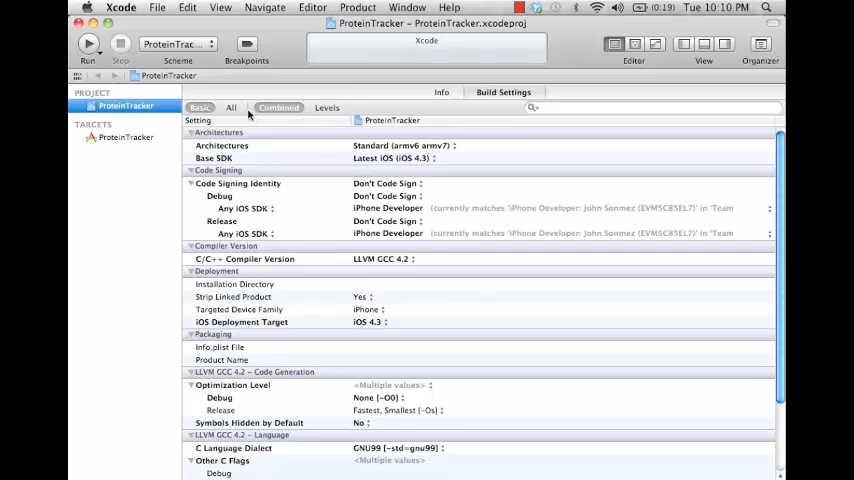 Xcode File Edit View Navigate Editor Product Window Help (0:19) Tue 10:10 PM
ProteinTracker - ProteinTracker.xcodeproj
ProteinTrac... Xcode
Run Stop Scheme Breakpoints Editor View Organizer
ProteinTracker
PROJECT Info Build Settings
ProteinTracker Basic All Combined Levels
TARGETS Setting ProteinTracker
ProteinTracker Architectures
Architectures Standard (armv6 armv7)
Base SDK Latest iOS (iOS 4.3)
Code Signing
Code Signing Identity Don't Code Sign
Debug Don't Code Sign
Any iOS SDK iPhone Developer (currently matches 'iPhone Developer: John Sonmez (EVM5C85EL7)' in 'Team
Release Don't Code Sign
Any iOS SDK iPhone Developer (currently matches 'iPhone Developer: John Sonmez (EVM5C85EL7)' in 'Team
Compiler Version
C/C++ Compiler Version LLVM GCC 4.2
Deployment
Installation Directory
Strip Linked Product Yes
Targeted Device Family iPhone
iOS Deployment Target iOS 4.3
Packaging
Info.plist File
Product Name
LLVM GCC 4.2 - Code Generation
Optimization Level <Multiple values>
Debug None [-O0]
Release Fastest, Smallest [-Os]
Symbols Hidden by Default No
LLVM GCC 4.2 - Language
C Language Dialect GNU99 [-std=gnu99]
Other C Flags <Multiple values>
Debug